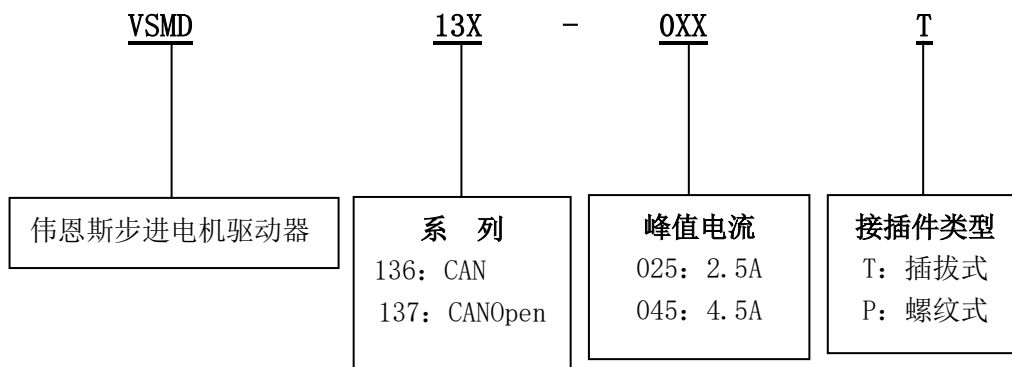 VSMD 13X - 0XX T
伟恩斯步进电机驱动器
系 列
136：CAN
137：CANOpen
峰值电流
025：2.5A
045：4.5A
接插件类型
T：插拔式
P：螺纹式